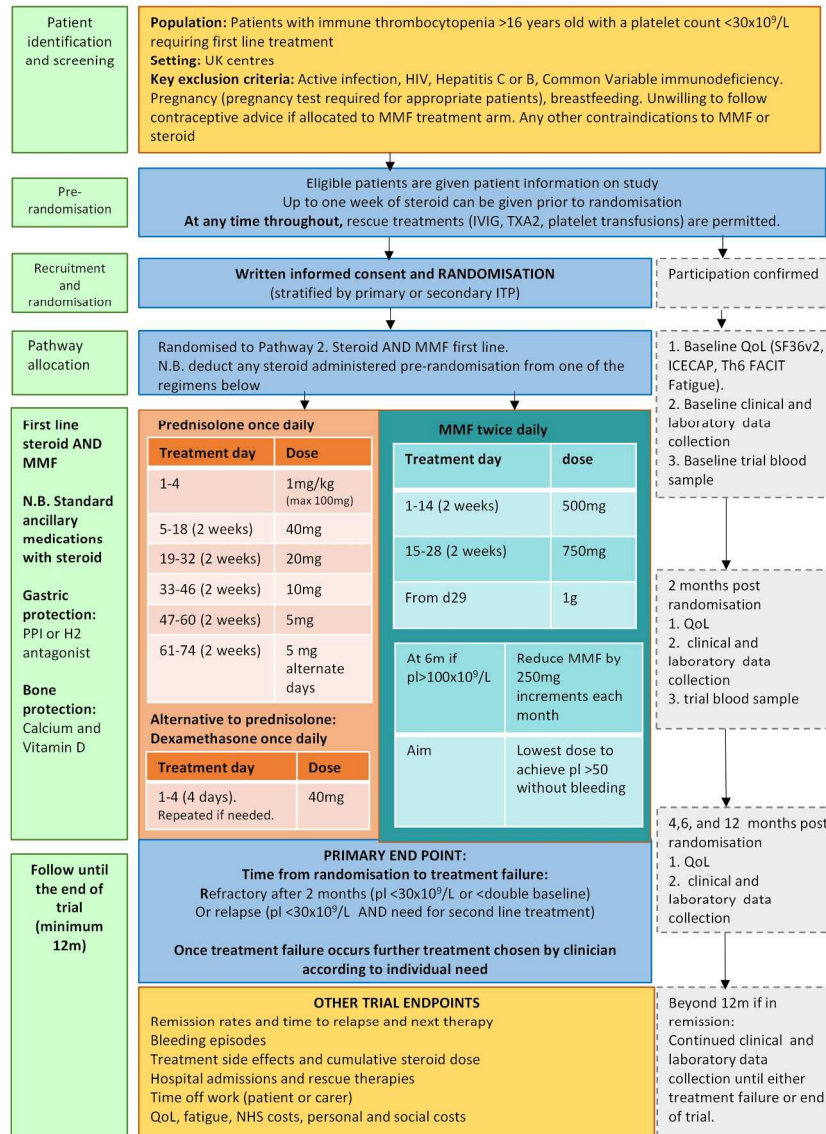 Patient
identification
and screening
Population: Patients with immune thrombocytopenia >16 years old with a platelet count <30x10⁹/L
requiring first line treatment
Setting: UK centres
Key exclusion criteria: Active infection, HIV, Hepatitis C or B, Common Variable immunodeficiency.
Pregnancy (pregnancy test required for appropriate patients), breastfeeding. Unwilling to follow
contraceptive advice if allocated to MMF treatment arm. Any other contraindications to MMF or
steroid
Pre-
randomisation
Eligible patients are given patient information on study
Up to one week of steroid can be given prior to randomisation
At any time throughout, rescue treatments (IVIG, TXA2, platelet transfusions) are permitted.
Recruitment
and
randomisation
Written informed consent and RANDOMISATION
(stratified by primary or secondary ITP)
Participation confirmed
Pathway
allocation
Randomised to Pathway 2. Steroid AND MMF first line.
N.B. deduct any steroid administered pre-randomisation from one of the
regimens below
1. Baseline QoL (SF36v2,
ICECAP, Th6 FACIT
Fatigue).
2. Baseline clinical and
laboratory data
collection
3. Baseline trial blood
sample
First line
steroid AND
MMF
N.B. Standard
ancillary
medications
with steroid
Gastric
protection:
PPI or H2
antagonist
Bone
protection:
Calcium and
Vitamin D
Prednisolone once daily
Treatment day Dose
1-4 1mg/kg
(max 100mg)
5-18 (2 weeks) 40mg
19-32 (2 weeks) 20mg
33-46 (2 weeks) 10mg
47-60 (2 weeks) 5mg
61-74 (2 weeks) 5 mg
alternate
days
Alternative to prednisolone:
Dexamethasone once daily
Treatment day Dose
1-4 (4 days). 40mg
Repeated if needed.
MMF twice daily
Treatment day dose
1-14 (2 weeks) 500mg
15-28 (2 weeks) 750mg
From d29 1g
At 6m if Reduce MMF by
pl>100x10⁹/L 250mg
increments each
month
Aim Lowest dose to
achieve pl >50
without bleeding
2 months post
randomisation
1. QoL
2. clinical and
laboratory data
collection
3. trial blood sample
4,6, and 12 months post
randomisation
1. QoL
2. clinical and
laboratory data
collection
Follow until
the end of
trial
(minimum
12m)
PRIMARY END POINT:
Time from randomisation to treatment failure:
Refractory after 2 months (pl <30x10⁹/L or <double baseline)
Or relapse (pl <30x10⁹/L AND need for second line treatment)
Once treatment failure occurs further treatment chosen by clinician
according to individual need
OTHER TRIAL ENDPOINTS
Remission rates and time to relapse and next therapy
Bleeding episodes
Treatment side effects and cumulative steroid dose
Hospital admissions and rescue therapies
Time off work (patient or carer)
QoL, fatigue, NHS costs, personal and social costs
Beyond 12m if in
remission:
Continued clinical and
laboratory data
collection until either
treatment failure or end
of trial.